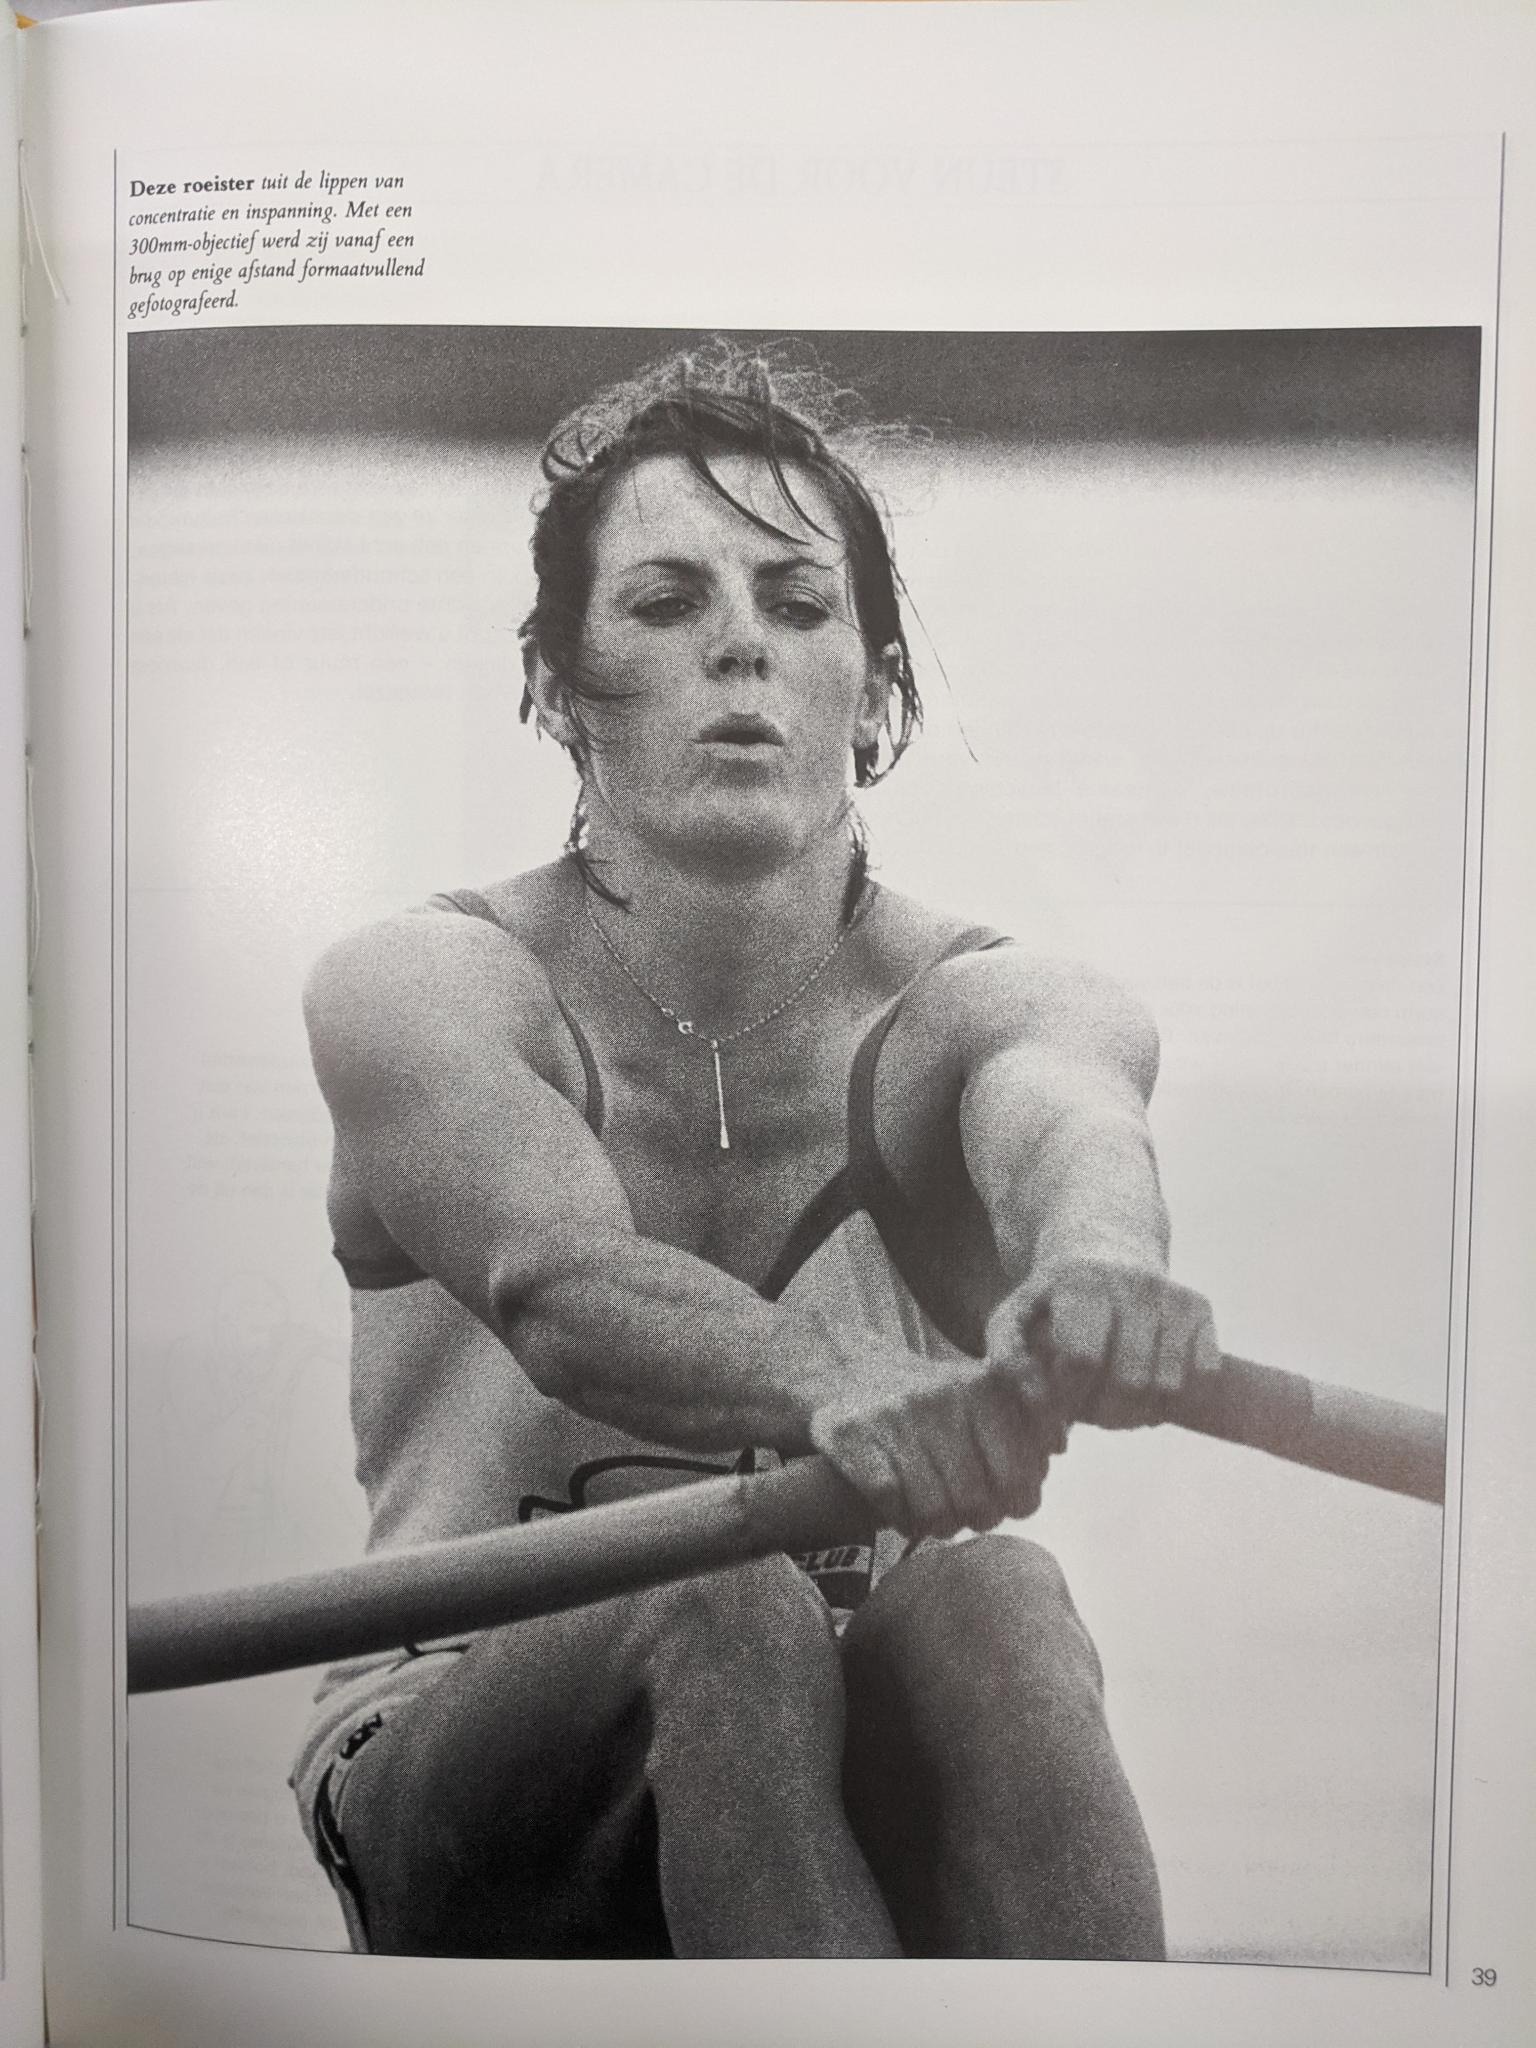 Deze roeister tuit de lippen van
concentratie en inspanning. Met een
300mm-objectief werd zij vanaf een
brug op enige afstand formaatvullend
gefotografeerd.
CLUB
39